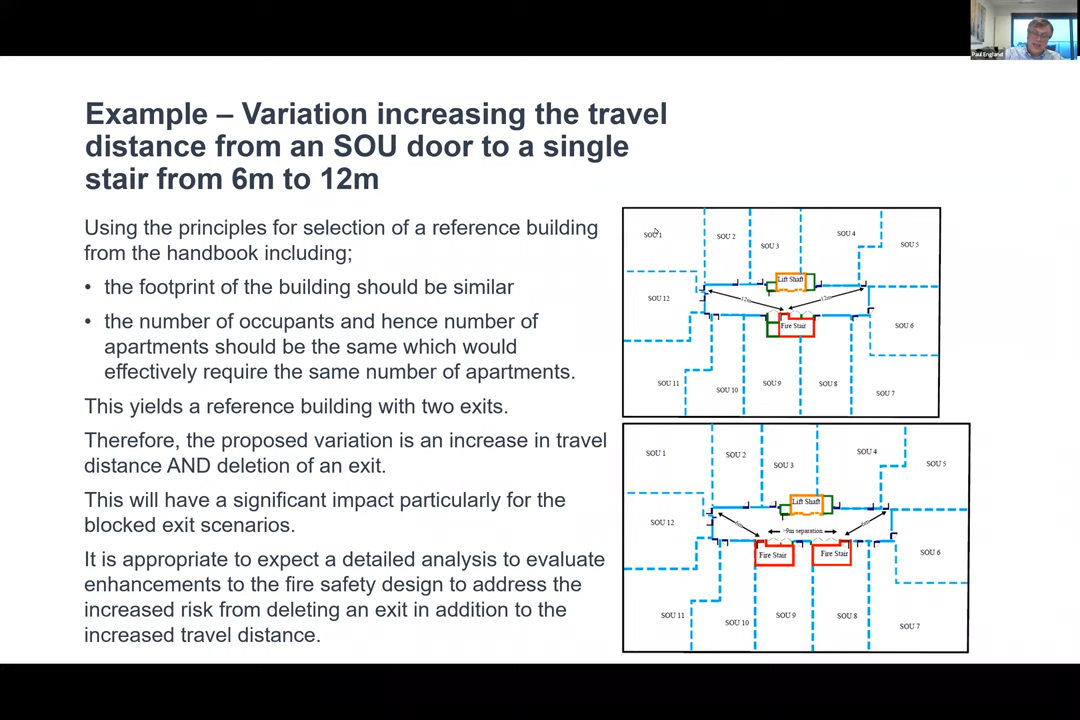 Paul England
Example – Variation increasing the travel
distance from an SOU door to a single
stair from 6m to 12m
Using the principles for selection of a reference building
from the handbook including;
• the footprint of the building should be similar
• the number of occupants and hence number of
apartments should be the same which would
effectively require the same number of apartments.
This yields a reference building with two exits.
Therefore, the proposed variation is an increase in travel
distance AND deletion of an exit.
This will have a significant impact particularly for the
blocked exit scenarios.
It is appropriate to expect a detailed analysis to evaluate
enhancements to the fire safety design to address the
increased risk from deleting an exit in addition to the
increased travel distance.
SOU 1
SOU 2
SOU 3
SOU 4
SOU 5
Lift Shaft
SOU 12
12m
12m
Fire Stair
SOU 6
SOU 11
SOU 10
SOU 9
SOU 8
SOU 7
SOU 1
SOU 2
SOU 3
SOU 4
SOU 5
Lift Shaft
SOU 12
6m
~9m separation
6m
Fire Stair
Fire Stair
SOU 6
SOU 11
SOU 10
SOU 9
SOU 8
SOU 7